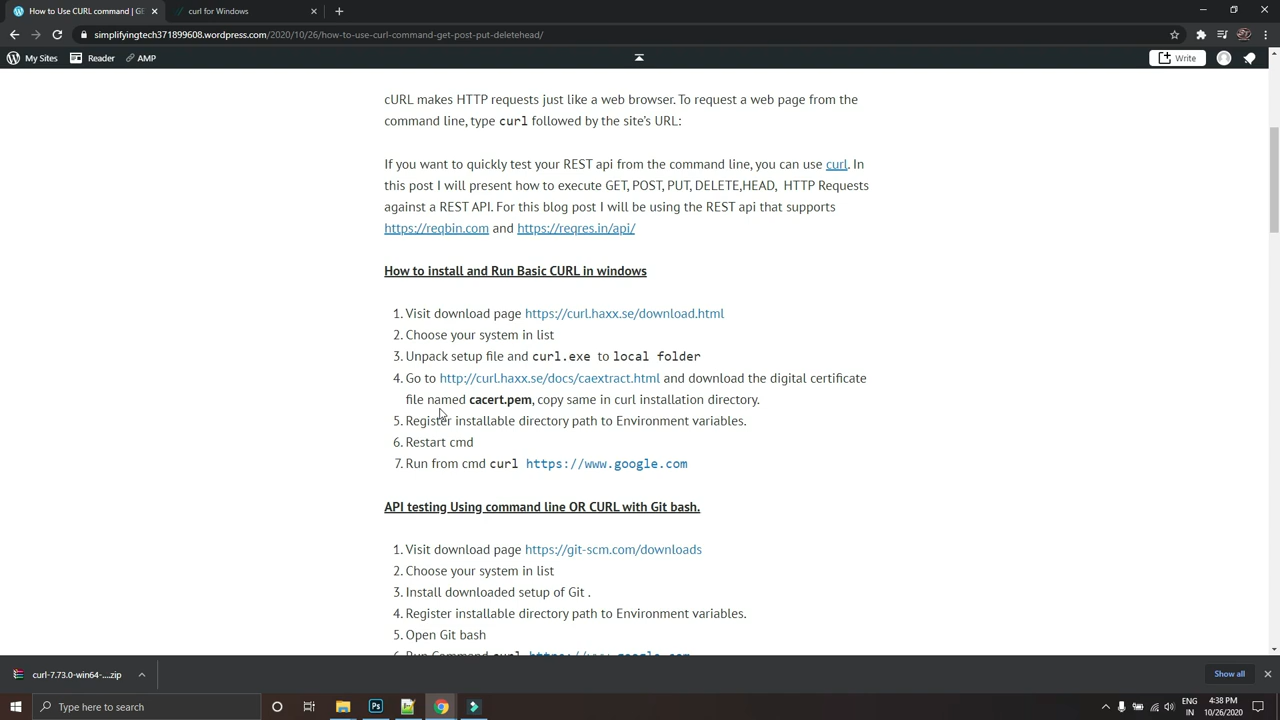 How to Use CURL command | GE
curl for Windows
simplifyingtech371899608.wordpress.com/2020/10/26/how-to-use-curl-command-get-post-put-deletehead/
My Sites
Reader
AMP
Write
cURL makes HTTP requests just like a web browser. To request a web page from the
command line, type curl followed by the site's URL:
If you want to quickly test your REST api from the command line, you can use curl. In
this post I will present how to execute GET, POST, PUT, DELETE,HEAD, HTTP Requests
against a REST API. For this blog post I will be using the REST api that supports
https://reqbin.com and https://reqres.in/api/
How to install and Run Basic CURL in windows
1. Visit download page https://curl.haxx.se/download.html
2. Choose your system in list
3. Unpack setup file and curl.exe to local folder
4. Go to http://curl.haxx.se/docs/caextract.html and download the digital certificate
file named cacert.pem, copy same in curl installation directory.
5. Register installable directory path to Environment variables.
6. Restart cmd
7. Run from cmd curl https://www.google.com
API testing Using command line OR CURL with Git bash.
1. Visit download page https://git-scm.com/downloads
2. Choose your system in list
3. Install downloaded setup of Git .
4. Register installable directory path to Environment variables.
5. Open Git bash
6. Run Command curl https://www.google.com
curl-7.73.0-win64-....zip
Show all
Type here to search
Ps
ENG
IN
4:38 PM
10/26/2020